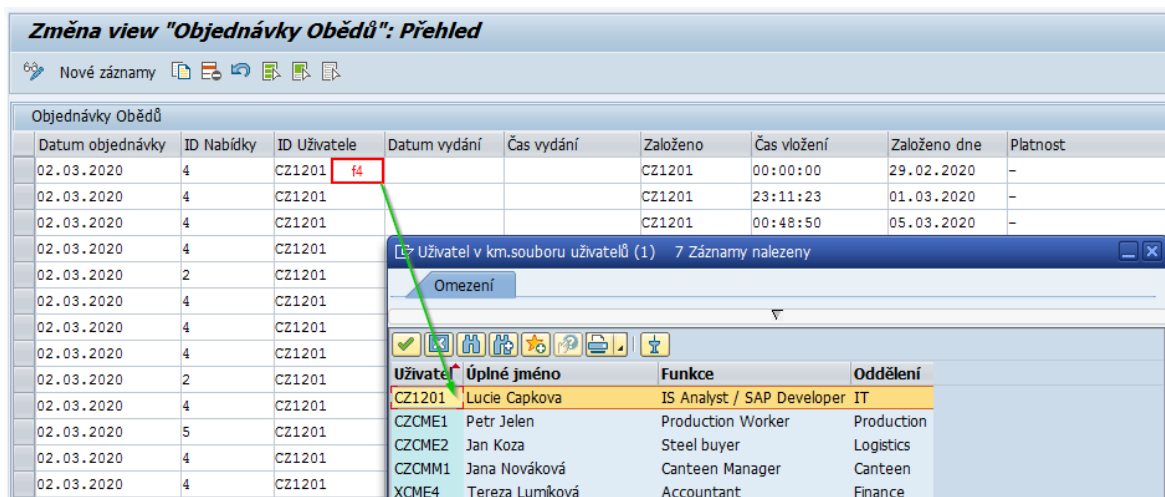 Změna view "Objednávky Obědů": Přehled
Nové záznamy
Objednávky Obědů
Datum objednávky ID Nabídky ID Uživatele Datum vydání Čas vydání Založeno Čas vložení Založeno dne Platnost
02.03.2020 4 CZ1201 f4 CZ1201 00:00:00 29.02.2020 –
02.03.2020 4 CZ1201 CZ1201 23:11:23 01.03.2020 –
02.03.2020 4 CZ1201 CZ1201 00:48:50 05.03.2020 –
02.03.2020 4 CZ1201
02.03.2020 2 CZ1201
02.03.2020 4 CZ1201
02.03.2020 4 CZ1201
02.03.2020 4 CZ1201
02.03.2020 2 CZ1201
02.03.2020 4 CZ1201
02.03.2020 5 CZ1201
02.03.2020 4 CZ1201
02.03.2020 4 CZ1201
Uživatel v km.souboru uživatelů (1) 7 Záznamy nalezeny
Omezení
Uživatel Úplné jméno Funkce Oddělení
CZ1201 Lucie Capkova IS Analyst / SAP Developer IT
CZCME1 Petr Jelen Production Worker Production
CZCME2 Jan Koza Steel buyer Logistics
CZCMM1 Jana Nováková Canteen Manager Canteen
XCME4 Tereza Lumíková Accountant Finance